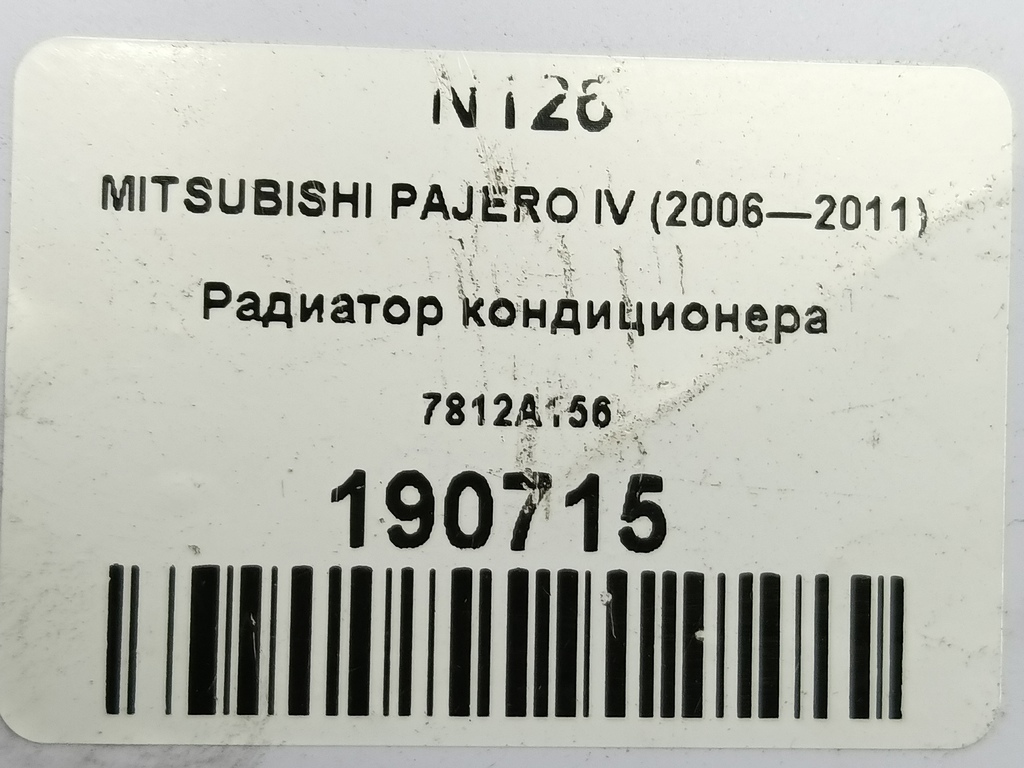 N126
MITSUBISHI PAJERO IV (2006—2011)
Радиатор кондиционера
7812A156
190715